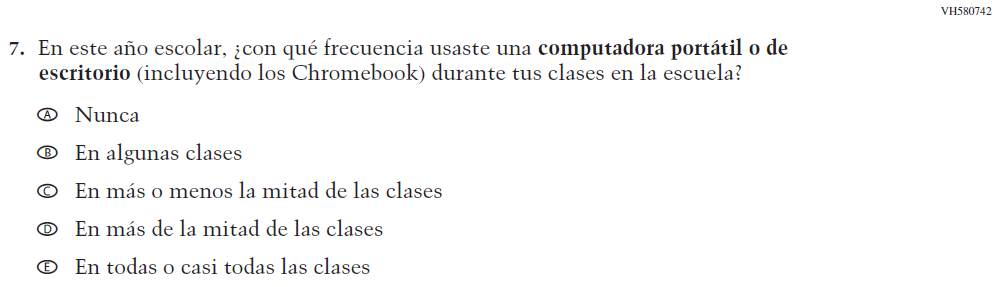 VH580742
7. En este año escolar, ¿con qué frecuencia usaste una computadora portátil o de
escritorio (incluyendo los Chromebook) durante tus clases en la escuela?
A Nunca
B En algunas clases
C En más o menos la mitad de las clases
D En más de la mitad de las clases
E En todas o casi todas las clases